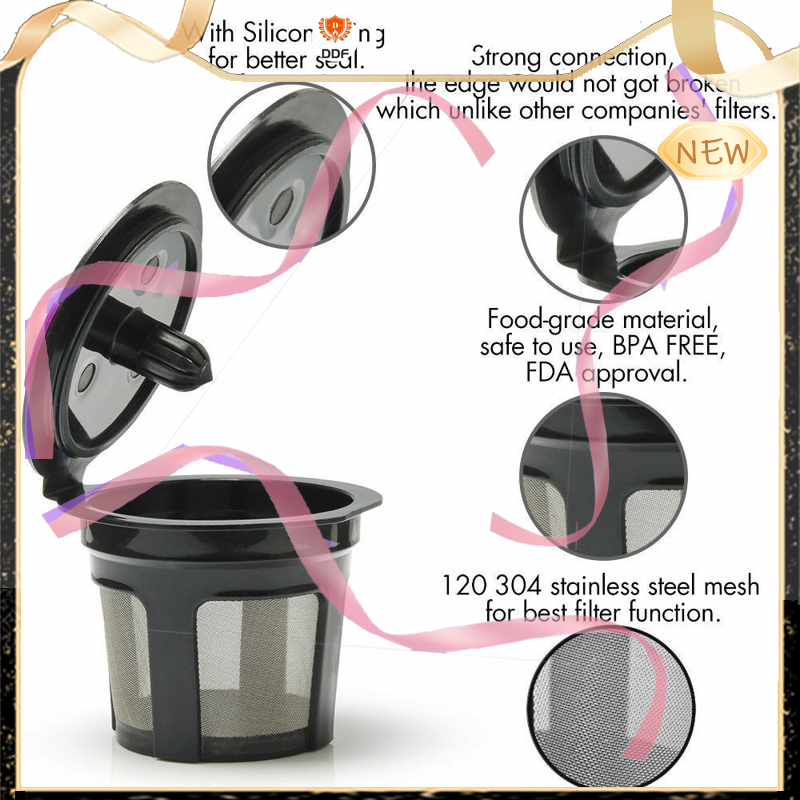 With Silicon
for better seal.
DDF
Strong connection,
the edge would not got broken
which unlike other companies' filters.
NEW
Food-grade material,
safe to use, BPA FREE,
FDA approval.
120 304 stainless steel mesh
for best filter function.